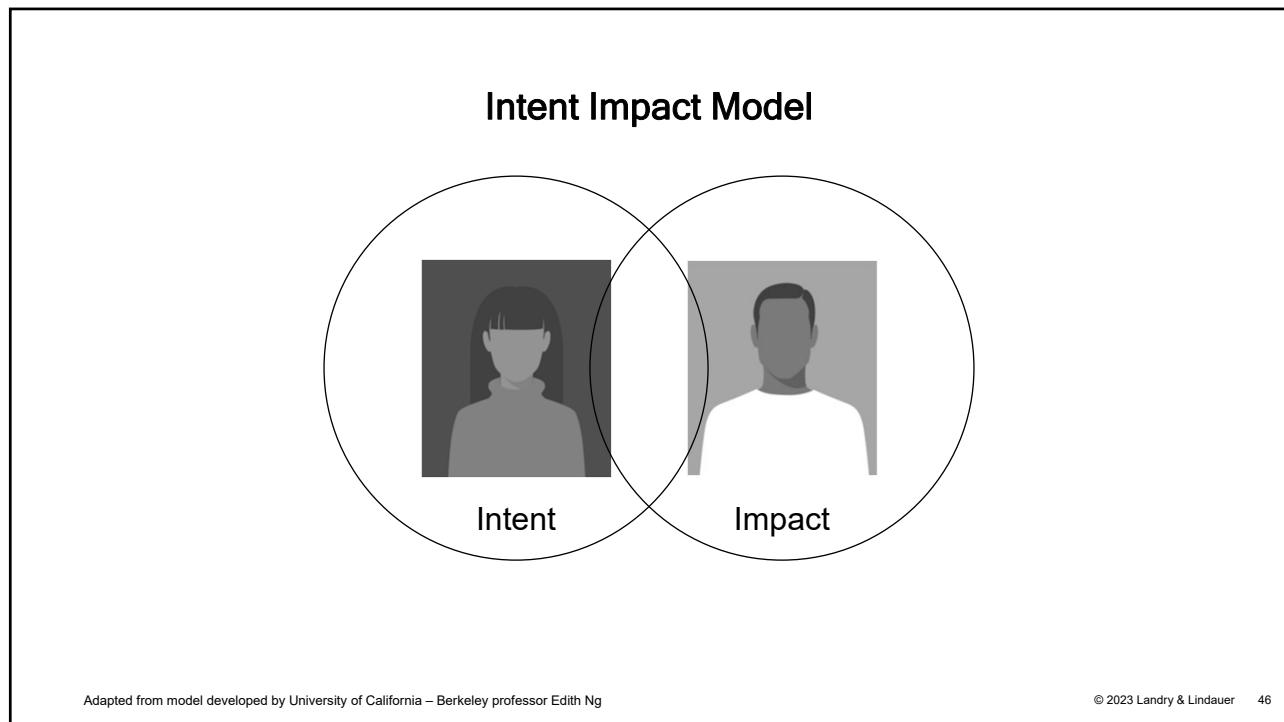 Intent Impact Model
Intent
Impact
Adapted from model developed by University of California – Berkeley professor Edith Ng
© 2023 Landry & Lindauer 46